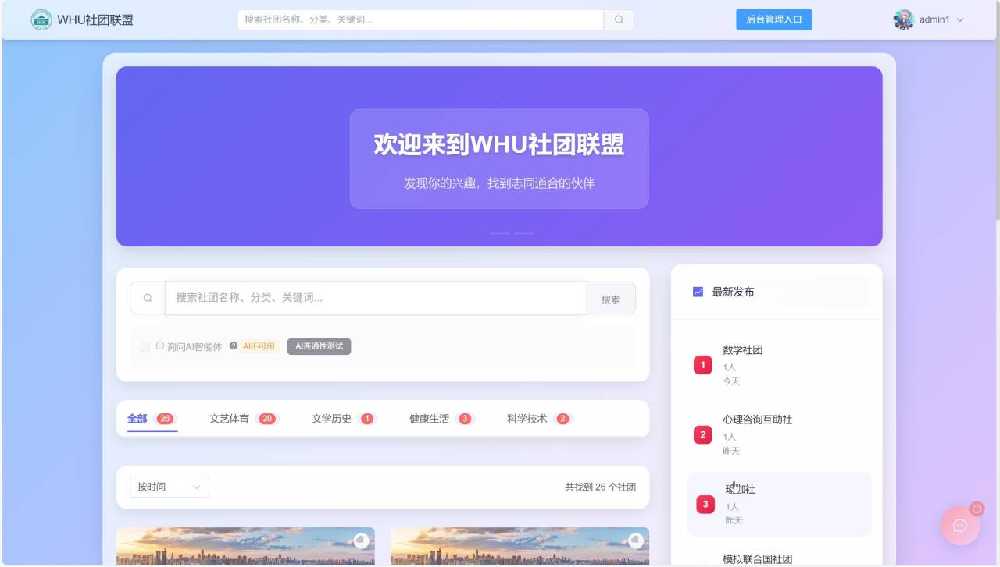 WHU社团联盟
搜索社团名称、分类、关键词...
后台管理入口
admin1
欢迎来到WHU社团联盟
发现你的兴趣，找到志同道合的伙伴
搜索社团名称、分类、关键词...
搜索
询问AI智能体
AI不可用
AI连通性测试
全部 26
文艺体育 20
文学历史 1
健康生活 3
科学技术 2
按时间
共找到 26 个社团
最新发布
1
数学社团
1人
今天
2
心理咨询互助社
1人
昨天
3
瑜伽社
1人
昨天
模拟联合国社团